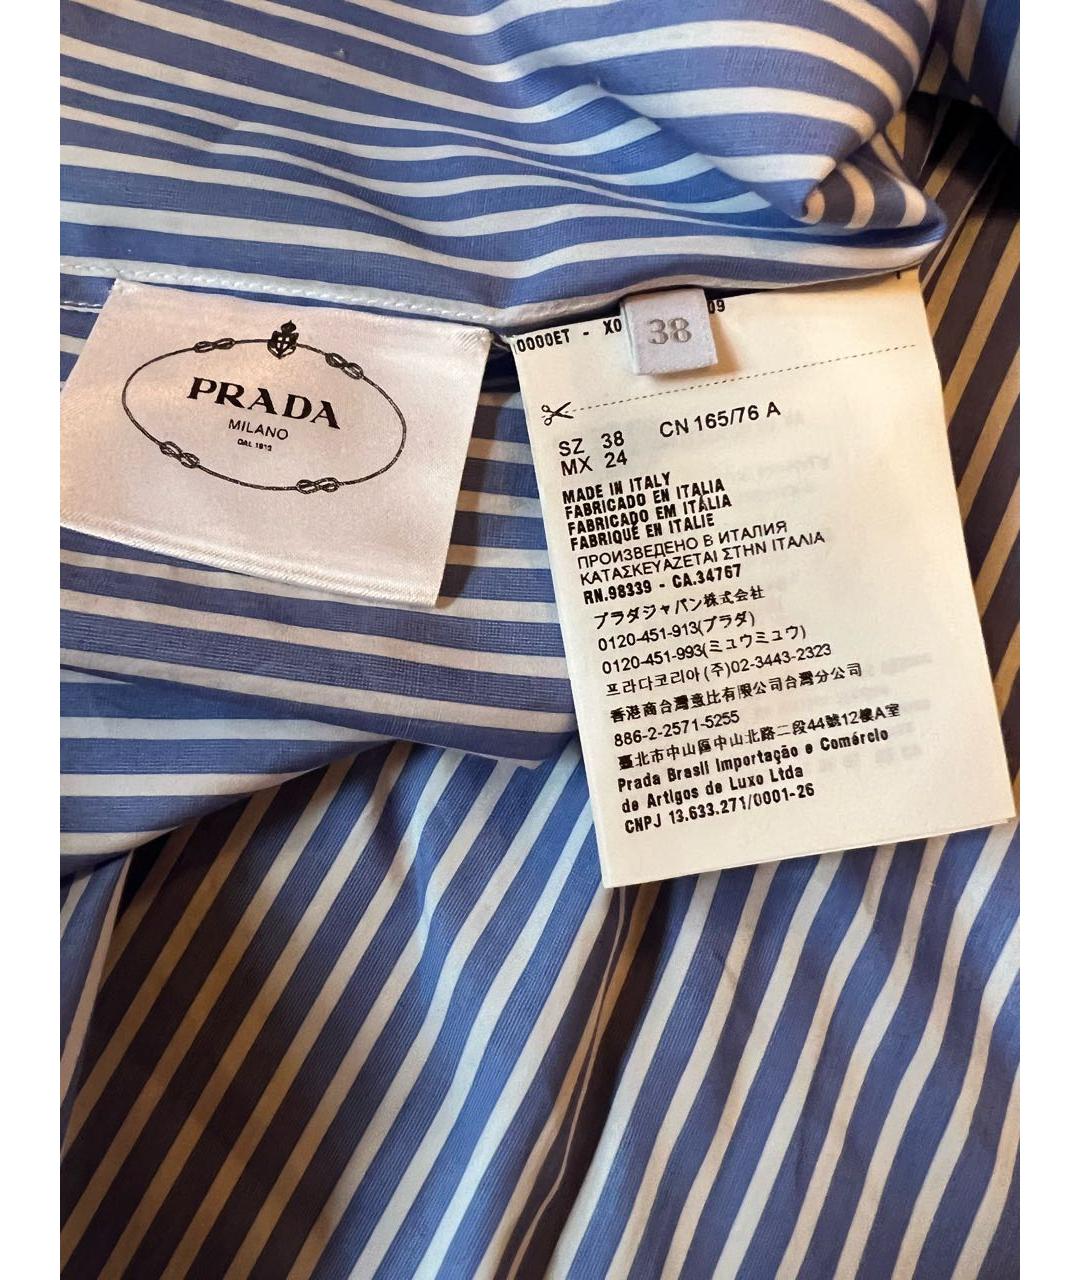 PRADA
MILANO
DAL 1913
0000ET - X0
09
38
SZ 38 CN 165/76 A
MX 24
MADE IN ITALY
FABRICADO EN ITALIA
FABRICADO EM ITÁLIA
FABRIQUÉ EN ITALIE
ПРОИЗВЕДЕНО В ИТАЛИЯ
ΚΑΤΑΣΚΕΥΑΖΕΤΑΙ ΣΤΗΝ ΙΤΑΛΙΑ
RN.98339 - CA.34767
プラダジャパン株式会社
0120-451-913(プラダ)
0120-451-993(ミュウミュウ)
프라다코리아(주)02-3443-2323
香港商台灣意比有限公司台灣分公司
886-2-2571-5255
臺北市中山區中山北路二段44號12樓A室
Prada Brasil Importação e Comércio
de Artigos de Luxo Ltda
CNPJ 13.633.271/0001-26